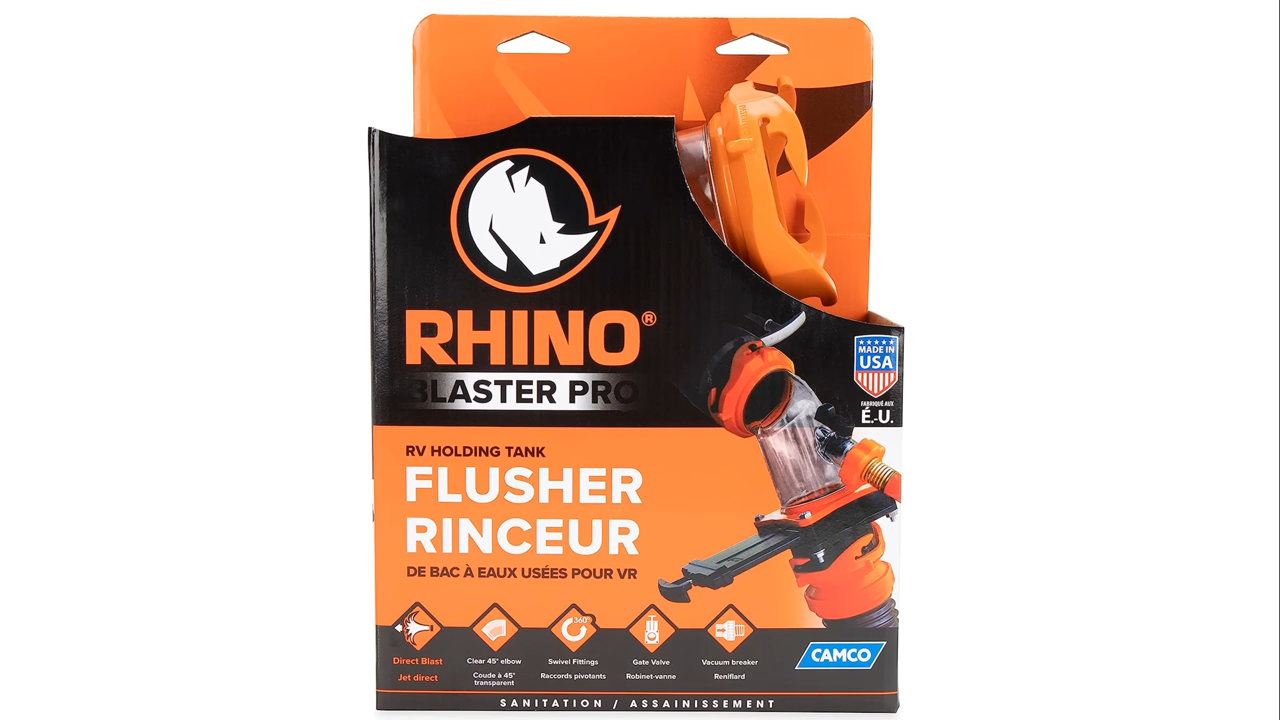 RHINO®
BLASTER PRO
MADE IN
USA
FABRIQUÉ AUX
É.-U.
RV HOLDING TANK
FLUSHER
RINCEUR
DE BAC À EAUX USÉES POUR VR
360°
Direct Blast
Jet direct
Clear 45° elbow
Coude à 45°
transparent
Swivel Fittings
Raccords pivotants
Gate Valve
Robinet-vanne
Vacuum breaker
Reniflard
CAMCO
SANITATION / ASSAINISSEMENT